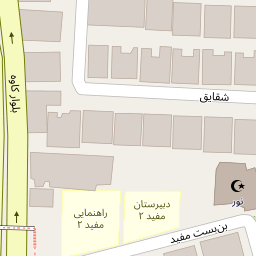 شقایق
بلوار کاوه
دبیرستان
مفید ۲
راهنمایی
مفید ۲
نور
بن‌بست مفید